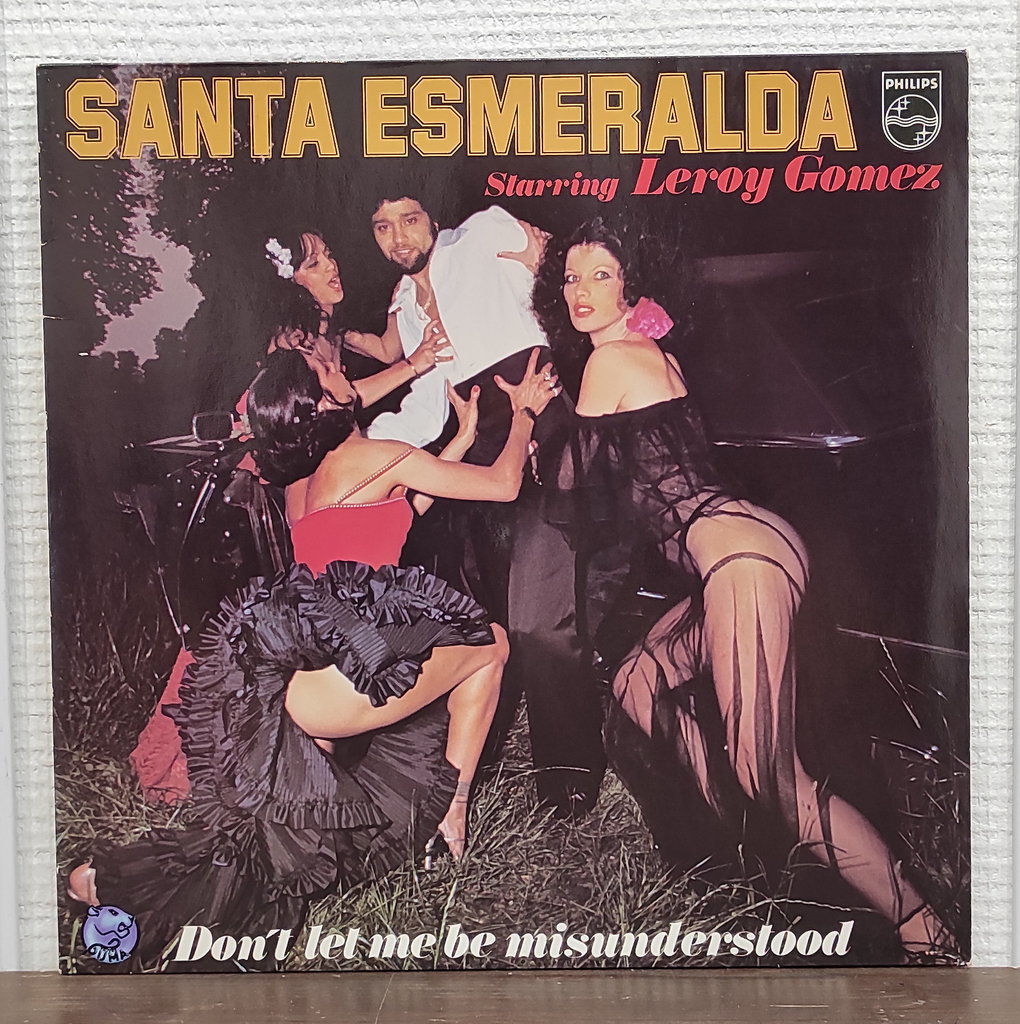 SANTA ESMERALDA
PHILIPS
Starring Leroy Gomez
Don't let me be misunderstood